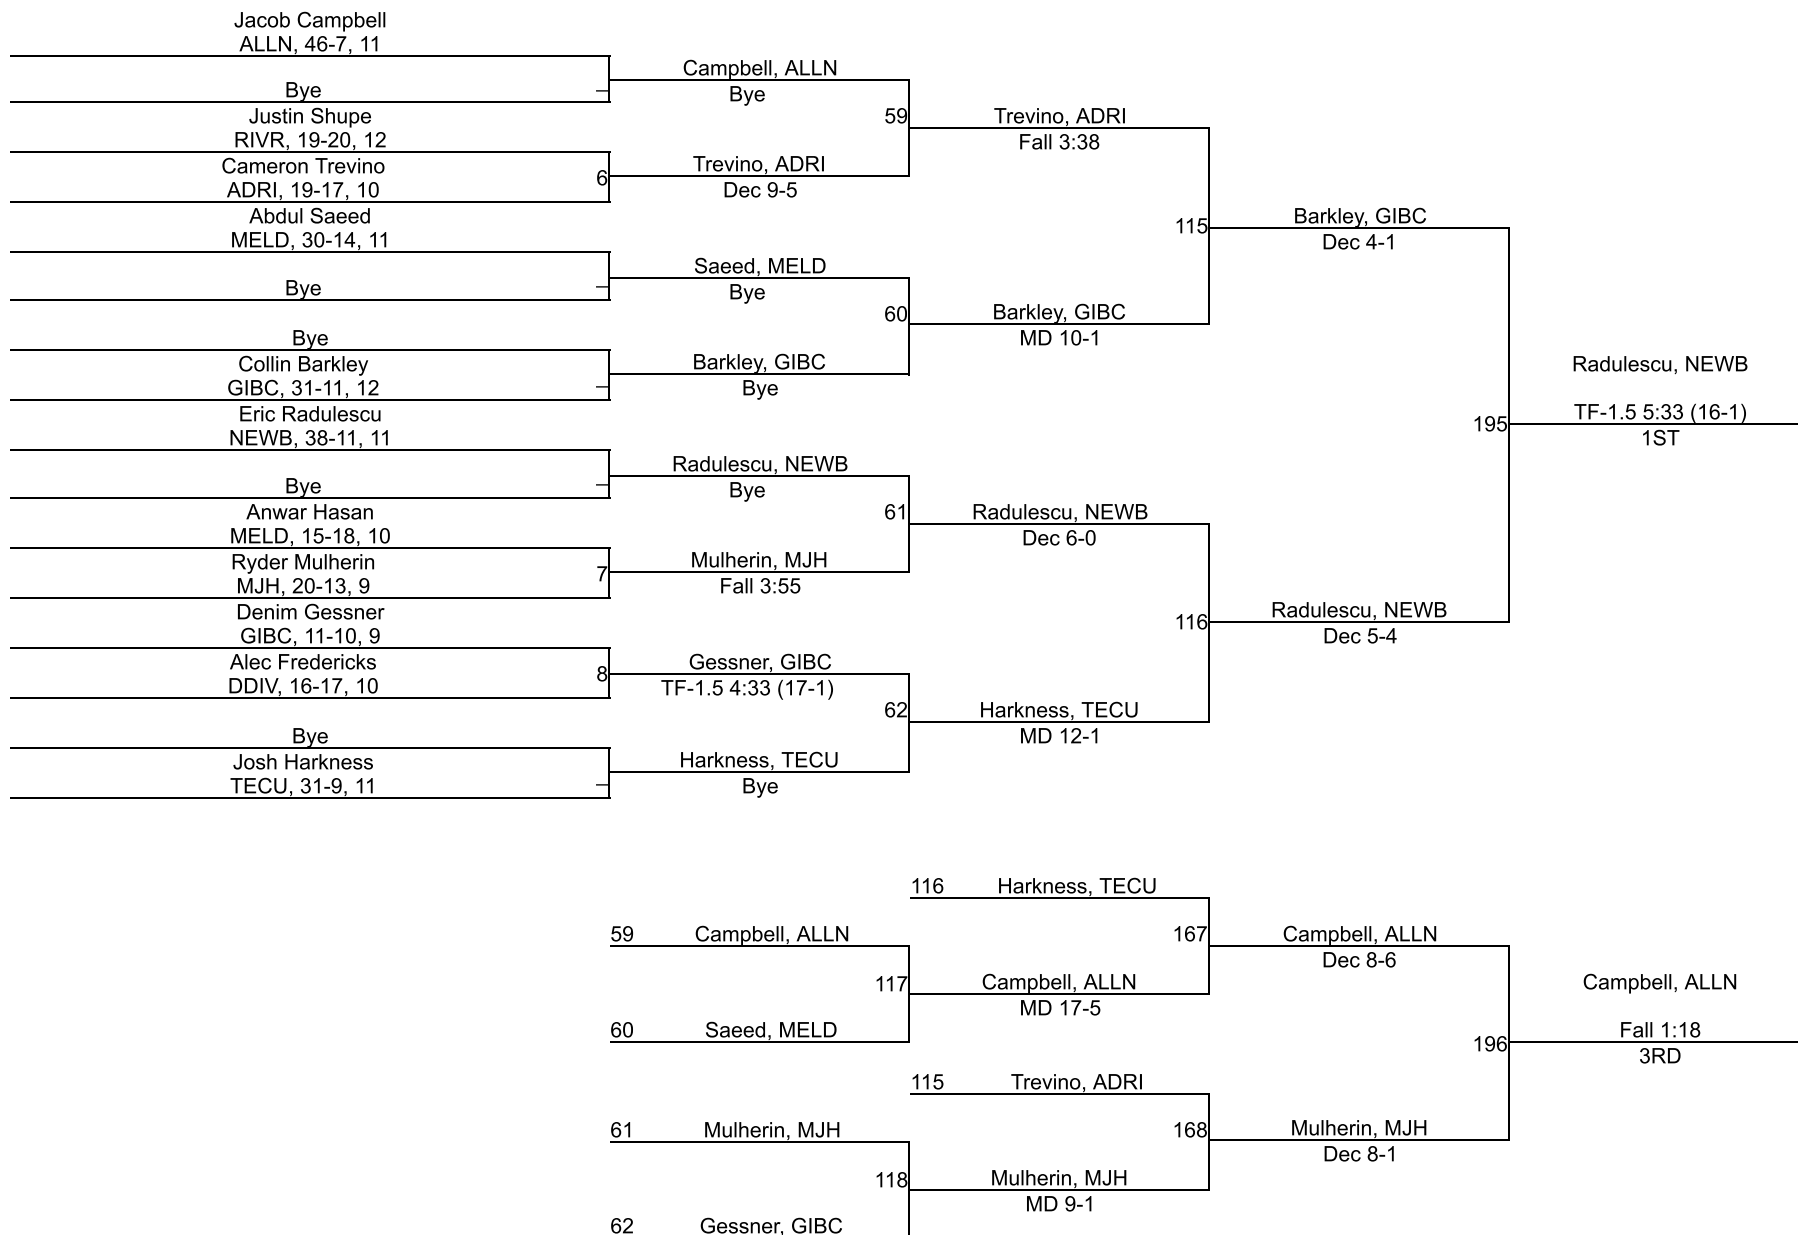 Jacob Campbell
ALLN, 46-7, 11
Bye
Justin Shupe
RIVR, 19-20, 12
Cameron Trevino
ADRI, 19-17, 10
6
Abdul Saeed
MELD, 30-14, 11
Bye
Bye
Collin Barkley
GIBC, 31-11, 12
Eric Radulescu
NEWB, 38-11, 11
Bye
Anwar Hasan
MELD, 15-18, 10
Ryder Mulherin
MJH, 20-13, 9
7
Denim Gessner
GIBC, 11-10, 9
Alec Fredericks
DDIV, 16-17, 10
8
Bye
Josh Harkness
TECU, 31-9, 11
Campbell, ALLN
Bye
59
Trevino, ADRI
Dec 9-5
Saeed, MELD
Bye
60
Barkley, GIBC
Bye
Radulescu, NEWB
Bye
61
Mulherin, MJH
Fall 3:55
Gessner, GIBC
TF-1.5 4:33 (17-1)
62
Harkness, TECU
Bye
Trevino, ADRI
Fall 3:38
115
Barkley, GIBC
MD 10-1
Radulescu, NEWB
Dec 6-0
116
Harkness, TECU
MD 12-1
Barkley, GIBC
Dec 4-1
195
Radulescu, NEWB
Dec 5-4
Radulescu, NEWB
TF-1.5 5:33 (16-1)
1ST
116 Harkness, TECU
59 Campbell, ALLN
167
Campbell, ALLN
Dec 8-6
117
Campbell, ALLN
MD 17-5
60 Saeed, MELD
Campbell, ALLN
196
Fall 1:18
3RD
115 Trevino, ADRI
61 Mulherin, MJH
168
Mulherin, MJH
Dec 8-1
118
Mulherin, MJH
MD 9-1
62 Gessner, GIBC